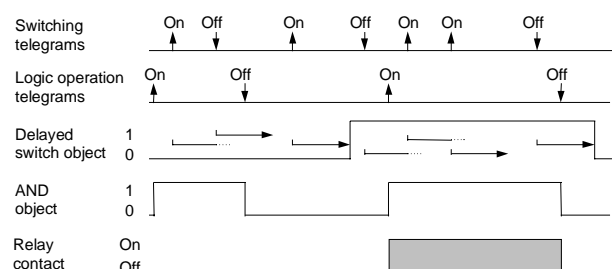 Switching On Off On Off On On Off
telegrams
Logic operation On Off On Off
telegrams
Delayed 1
switch object 0
AND 1
object 0
Relay On
contact Off